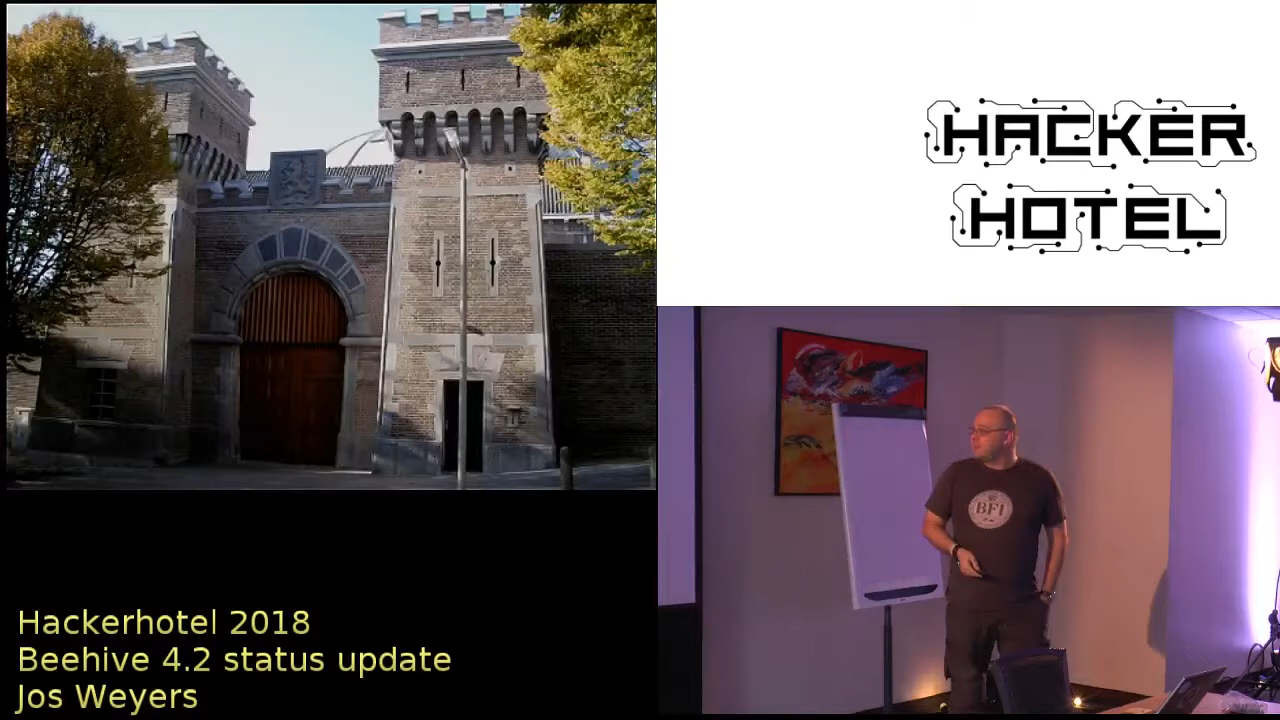 HACKER
HOTEL
BFI
Hackerhotel 2018
Beehive 4.2 status update
Jos Weyers